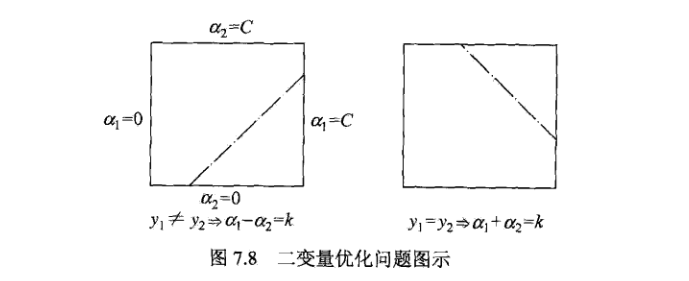 α₂=C
α₁=0
α₁=C
α₂=0
y₁≠y₂⇒α₁-α₂=k
y₁=y₂⇒α₁+α₂=k
图 7.8 二变量优化问题图示